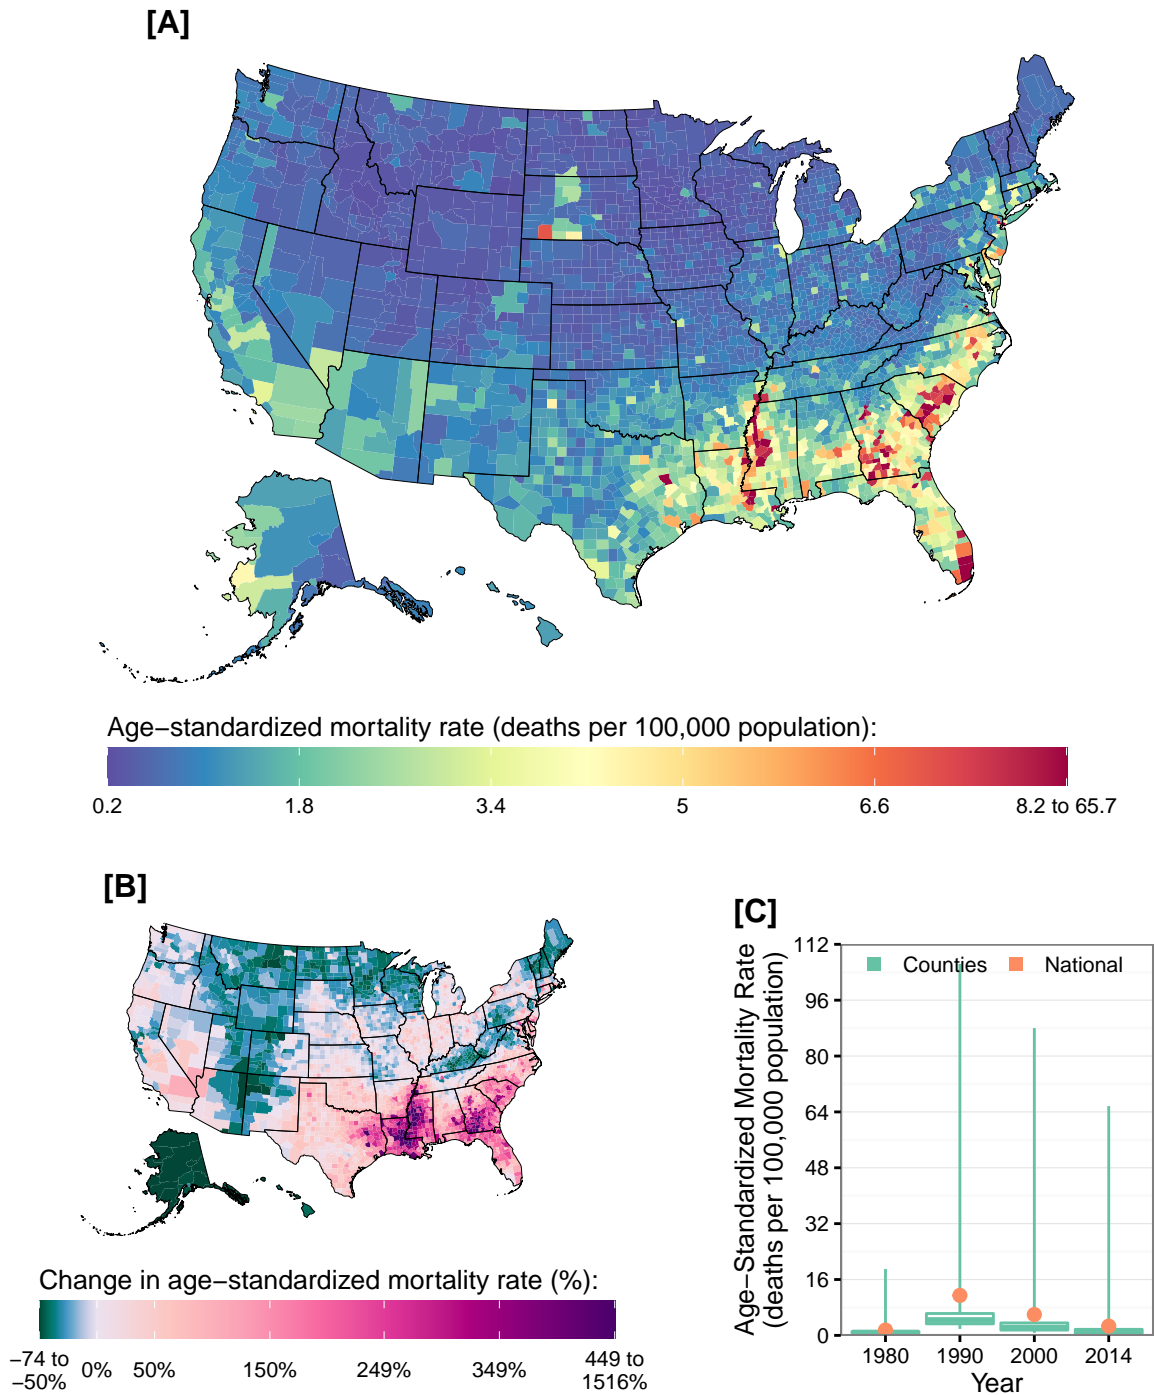 [A]
Age−standardized mortality rate (deaths per 100,000 population):
0.2 1.8 3.4 5 6.6 8.2 to 65.7
[B]
Change in age−standardized mortality rate (%):
−74 to −50% 0% 50% 150% 249% 349% 449 to 1516%
[C]
Age−Standardized Mortality Rate
(deaths per 100,000 population)
112
96
80
64
48
32
16
0
Counties National
1980 1990 2000 2014
Year